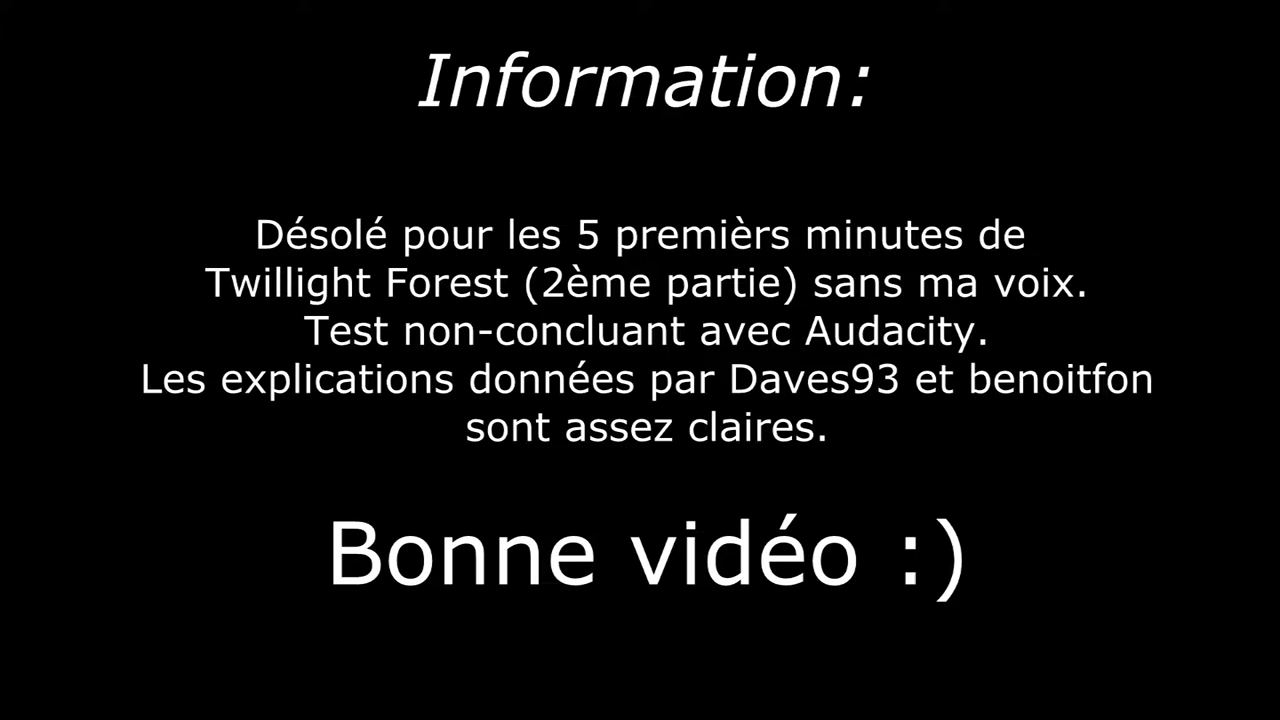 Information:
Désolé pour les 5 premièrs minutes de
Twillight Forest (2ème partie) sans ma voix.
Test non-concluant avec Audacity.
Les explications données par Daves93 et benoitfon
sont assez claires.
Bonne vidéo :)